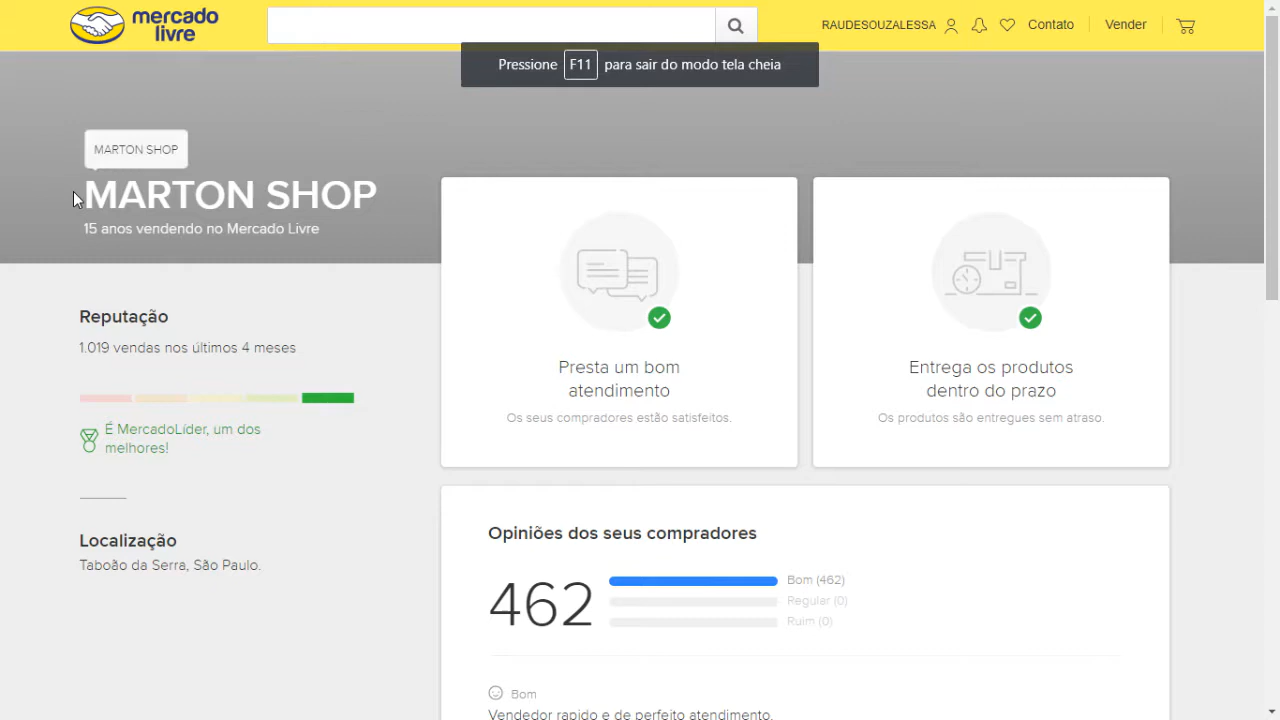 mercado
livre
RAUDESOUZALESSA
Contato
Vender
Pressione F11 para sair do modo tela cheia
MARTON SHOP
MARTON SHOP
15 anos vendendo no Mercado Livre
Reputação
1.019 vendas nos últimos 4 meses
É MercadoLíder, um dos
melhores!
Localização
Taboão da Serra, São Paulo.
Presta um bom
atendimento
Os seus compradores estão satisfeitos.
Entrega os produtos
dentro do prazo
Os produtos são entregues sem atraso.
Opiniões dos seus compradores
462
Bom (462)
Regular (0)
Ruim (0)
Bom
Vendedor rapido e de perfeito atendimento.